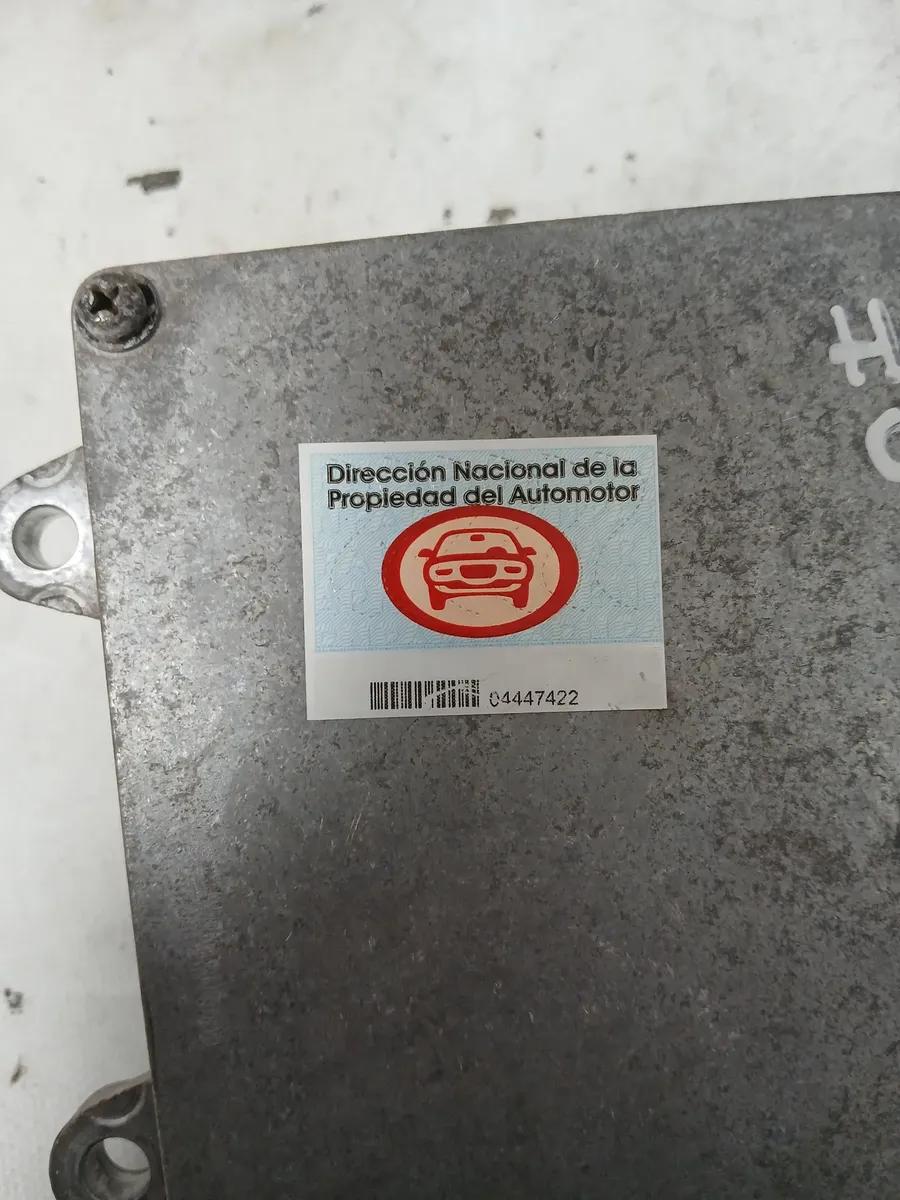 Dirección Nacional de la
Propiedad del Automotor
04447422